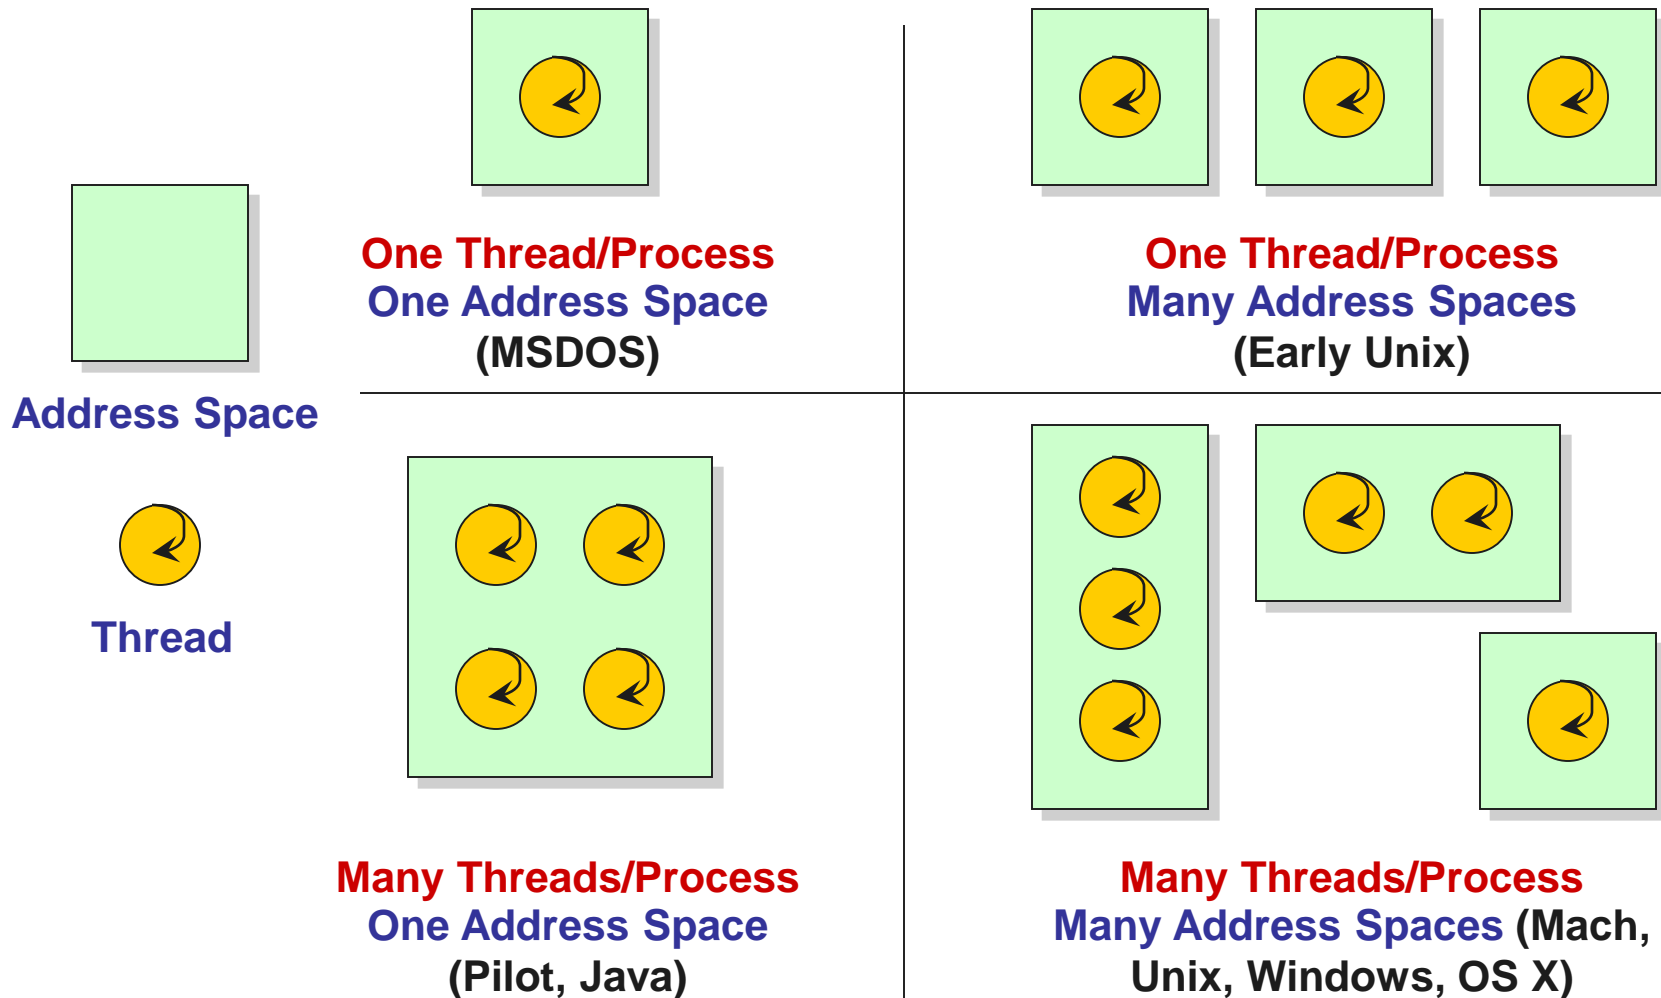 One Thread/Process
One Address Space
(MSDOS)
One Thread/Process
Many Address Spaces
(Early Unix)
Address Space
Thread
Many Threads/Process
One Address Space
(Pilot, Java)
Many Threads/Process
Many Address Spaces (Mach,
Unix, Windows, OS X)